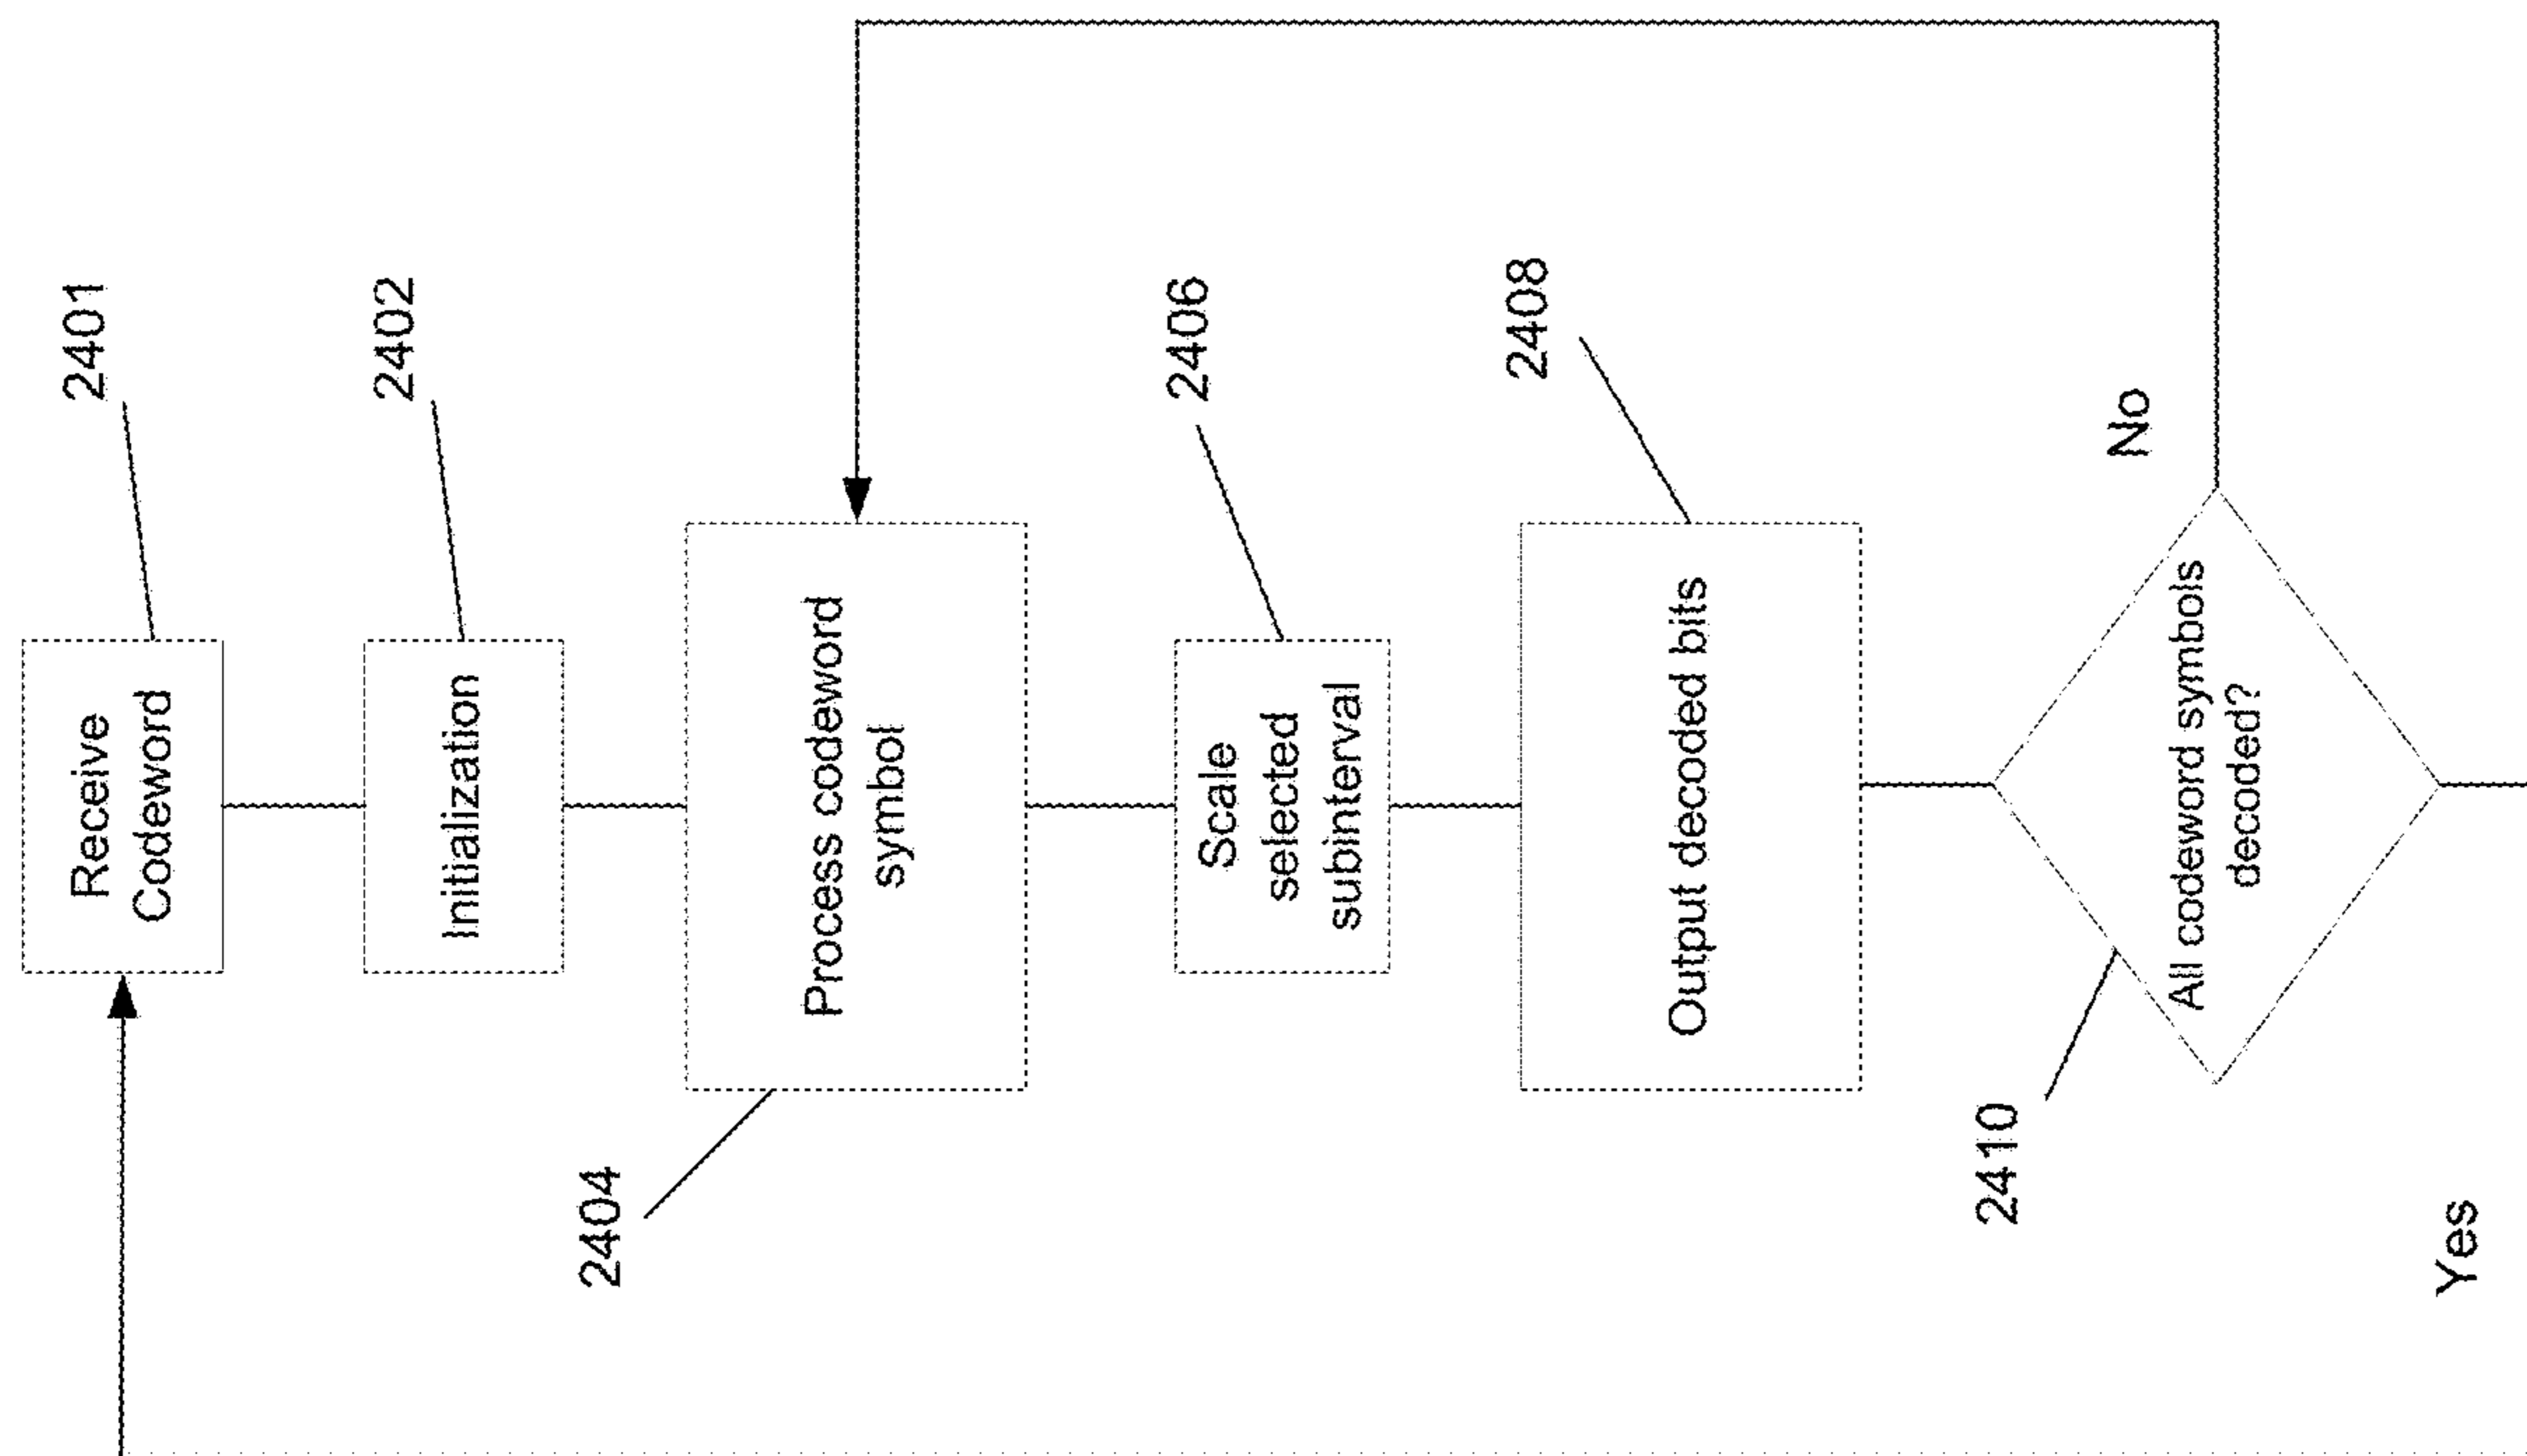 2401
Receive
Codeword
2402
Initialization
2404
Process codeword
symbol
2406
Scale
selected
subinterval
2408
Output decoded bits
2410
All codeword symbols
decoded?
No
Yes